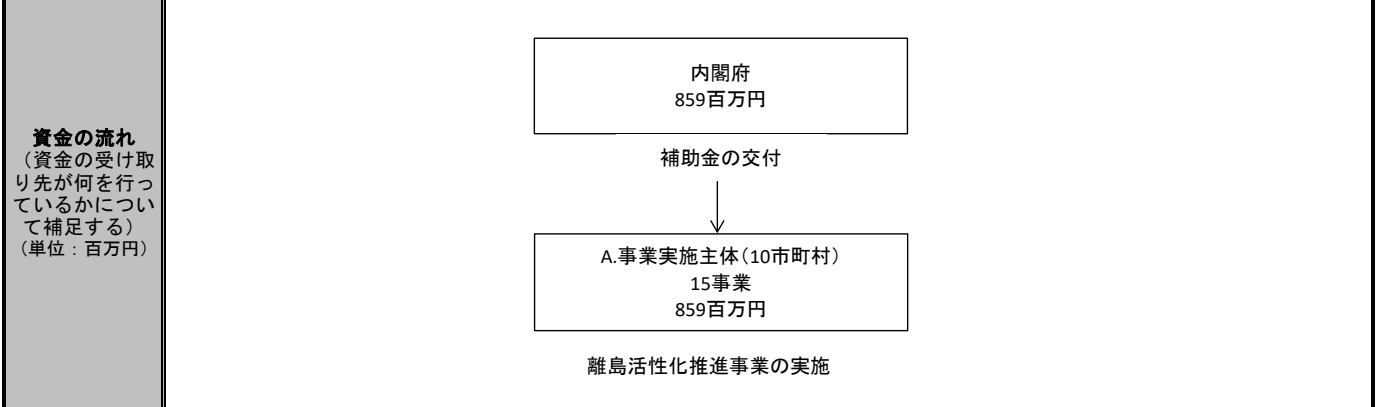 資金の流れ
（資金の受け取
り先が何を行っ
ているかについ
て補足する）
（単位：百万円）
内閣府
859百万円
補助金の交付
A.事業実施主体（10市町村）
15事業
859百万円
離島活性化推進事業の実施